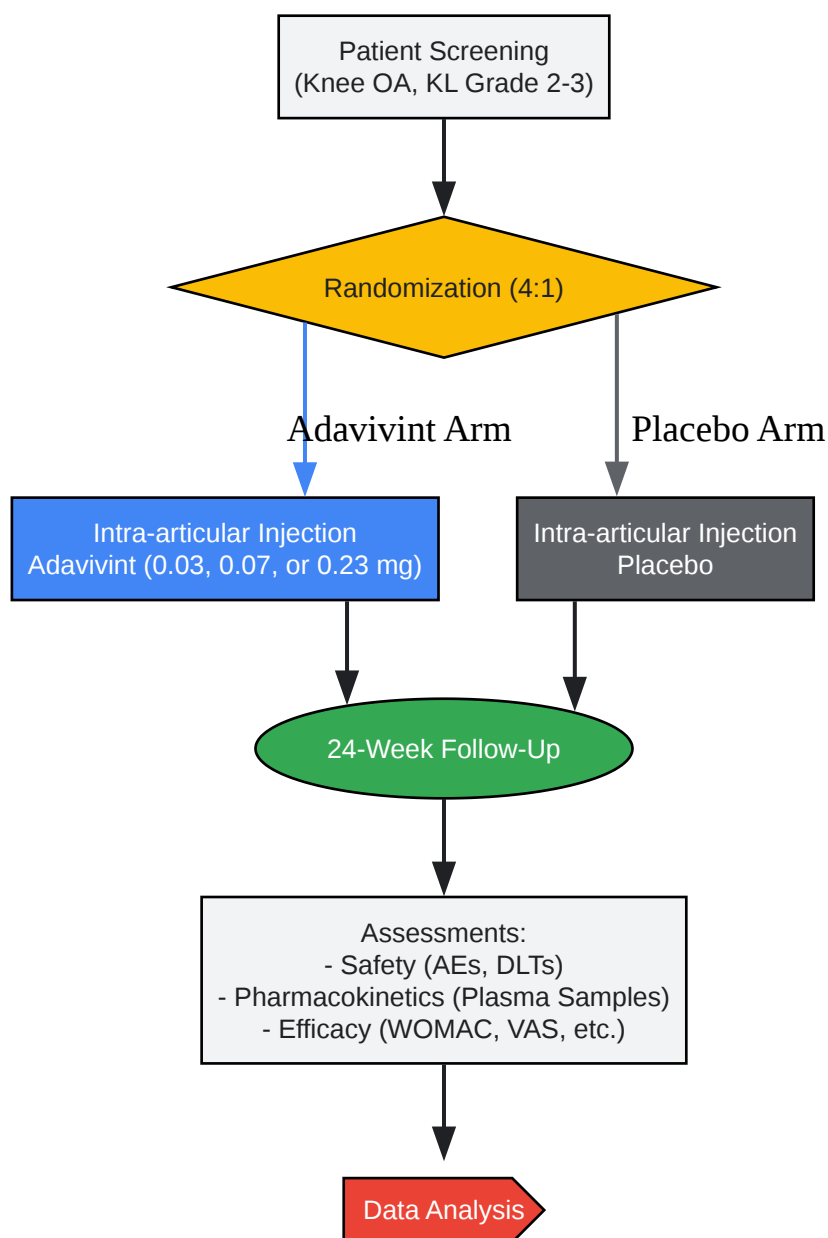 Patient Screening
(Knee OA, KL Grade 2-3)
Randomization (4:1)
Adavivint Arm
Placebo Arm
Intra-articular Injection
Adavivint (0.03, 0.07, or 0.23 mg)
Intra-articular Injection
Placebo
24-Week Follow-Up
Assessments:
- Safety (AEs, DLTs)
- Pharmacokinetics (Plasma Samples)
- Efficacy (WOMAC, VAS, etc.)
Data Analysis